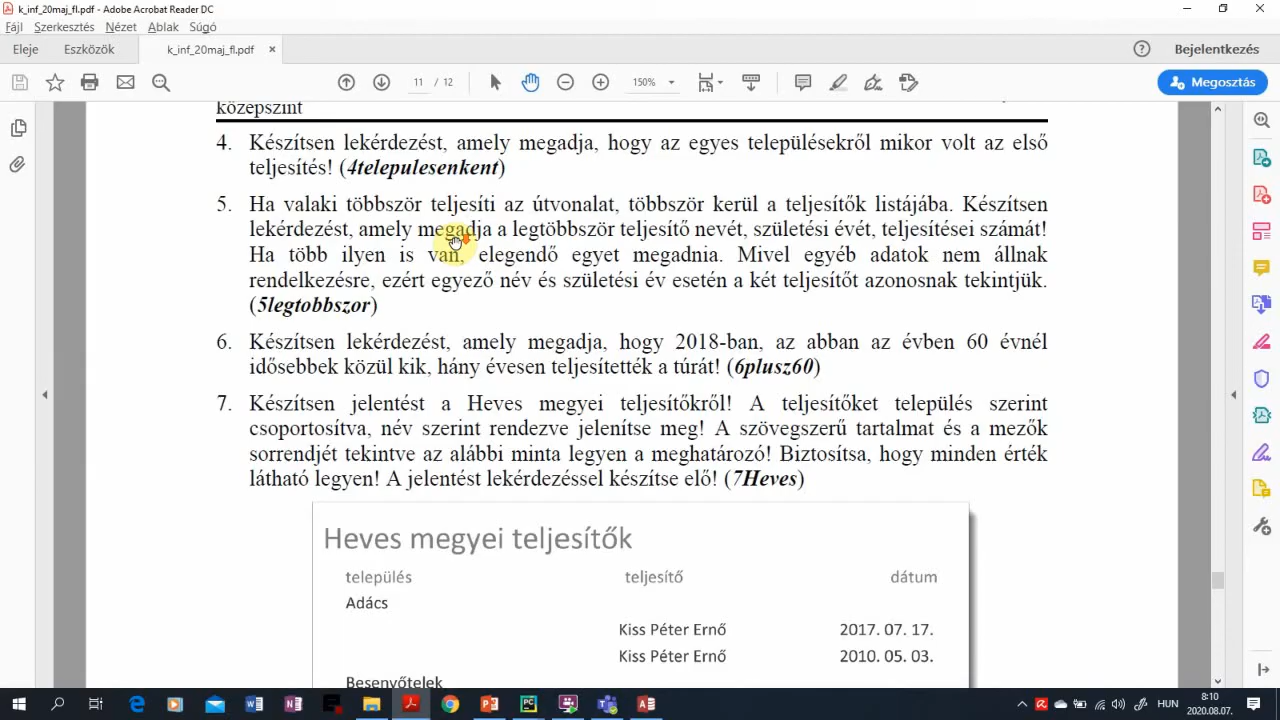 k_inf_20maj_fl.pdf - Adobe Acrobat Reader DC
Fájl Szerkesztés Nézet Ablak Súgó
Eleje Eszközök k_inf_20maj_fl.pdf × Bejelentkezés
11 / 12 150% Megosztás
középszint
4. Készítsen lekérdezést, amely megadja, hogy az egyes településekről mikor volt az első
teljesítés! (4telepulesenkent)
5. Ha valaki többször teljesíti az útvonalat, többször kerül a teljesítők listájába. Készítsen
lekérdezést, amely megadja a legtöbbször teljesítő nevét, születési évét, teljesítései számát!
Ha több ilyen is van, elegendő egyet megadnia. Mivel egyéb adatok nem állnak
rendelkezésre, ezért egyező név és születési év esetén a két teljesítőt azonosnak tekintjük.
(5legtobbszor)
6. Készítsen lekérdezést, amely megadja, hogy 2018-ban, az abban az évben 60 évnél
idősebbek közül kik, hány évesen teljesítették a túrát! (6plusz60)
7. Készítsen jelentést a Heves megyei teljesítőkről! A teljesítőket település szerint
csoportosítva, név szerint rendezve jelenítse meg! A szövegszerű tartalmat és a mezők
sorrendjét tekintve az alábbi minta legyen a meghatározó! Biztosítsa, hogy minden érték
látható legyen! A jelentést lekérdezéssel készítse elő! (7Heves)
Heves megyei teljesítők
település teljesítő dátum
Adács
Kiss Péter Ernő 2017. 07. 17.
Kiss Péter Ernő 2010. 05. 03.
Besenyőtelek
HUN
8:10
2020.08.07.